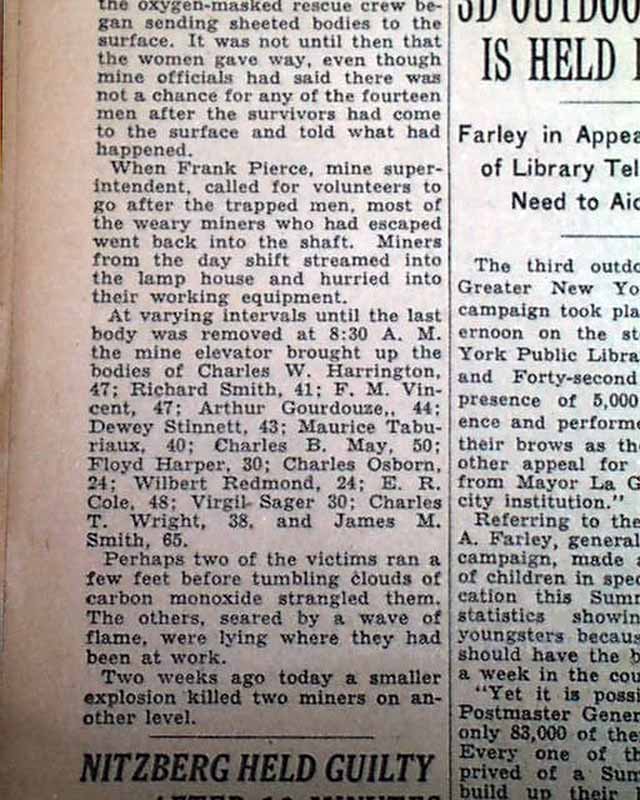 the oxygen-masked rescue crew be-
gan sending sheeted bodies to the
surface. It was not until then that
the women gave way, even though
mine officials had said there was
not a chance for any of the fourteen
men after the survivors had come
to the surface and told what had
happened.
When Frank Pierce, mine super-
intendent, called for volunteers to
go after the trapped men, most of
the weary miners who had escaped
went back into the shaft. Miners
from the day shift streamed into
the lamp house and hurried into
their working equipment.
At varying intervals until the last
body was removed at 8:30 A. M.
the mine elevator brought up the
bodies of Charles W. Harrington,
47; Richard Smith, 41; F. M. Vin-
cent, 47; Arthur Gourdouze,, 44;
Dewey Stinnett, 43; Maurice Tabu-
riaux, 40; Charles B. May, 50;
Floyd Harper, 30; Charles Osborn,
24; Wilbert Redmond, 24; E. R.
Cole, 48; Virgil Sager 30; Charles
T. Wright, 38, and James M.
Smith, 65.
Perhaps two of the victims ran a
few feet before tumbling clouds of
carbon monoxide strangled them.
The others, seared by a wave of
flame, were lying where they had
been at work.
Two weeks ago today a smaller
explosion killed two miners on an-
other level.
NITZBERG HELD GUILTY
3D OUTDOO
IS HELD
Farley in Appea
of Library Tel
Need to Aid
The third outdo
Greater New Yo
campaign took pla
ernoon on the st
York Public Libra
and Forty-second
presence of 5,000
ence and performe
their brows as th
other appeal for
from Mayor La G
city institution."
Referring to the
A. Farley, general
campaign, made a
of children in spec
cation this Summ
statistics showin
youngsters becaus
should have the b
a week in the cou
"Yet it is possi
Postmaster Gener
only 83,000 of the
Every one of th
prived of a Sum
build up their